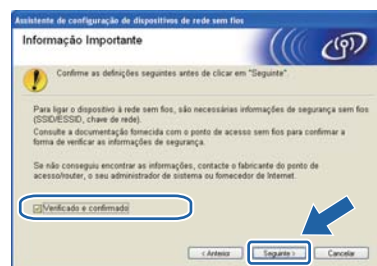 Assistente de configuração de dispositivos de rede sem fios
Informação Importante
Confirme as definições seguintes antes de clicar em "Seguinte".
Para ligar o dispositivo à rede sem fios, são necessárias informações de segurança sem fios
(SSID/ESSID, chave de rede).
Consulte a documentação fornecida com o ponto de acesso sem fios para confirmar a
forma de verificar as informações de segurança.
Se não conseguiu encontrar as informações, contacte o fabricante do ponto de
acesso/router, o seu administrador de sistema ou fornecedor de Internet.
Verificado e confirmado
< Anterior
Seguinte >
Cancelar